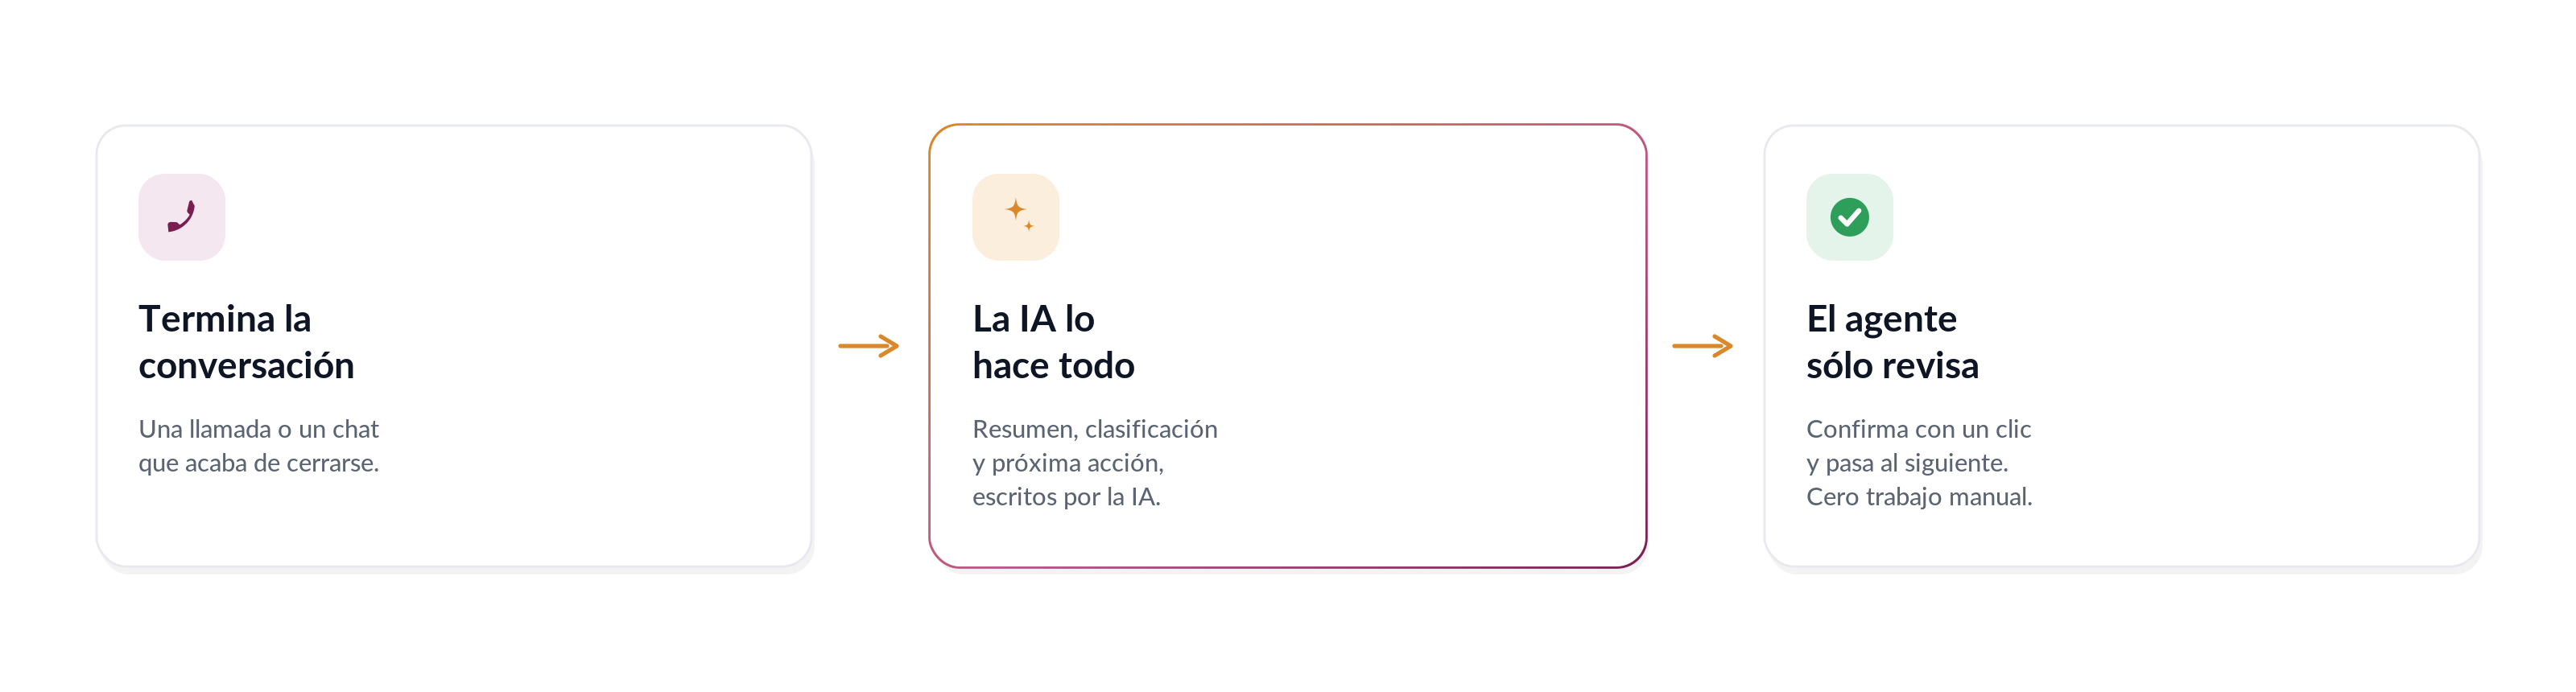 Termina la
conversación
Una llamada o un chat
que acaba de cerrarse.
La IA lo
hace todo
Resumen, clasificación
y próxima acción,
escritos por la IA.
El agente
sólo revisa
Confirma con un clic
y pasa al siguiente.
Cero trabajo manual.